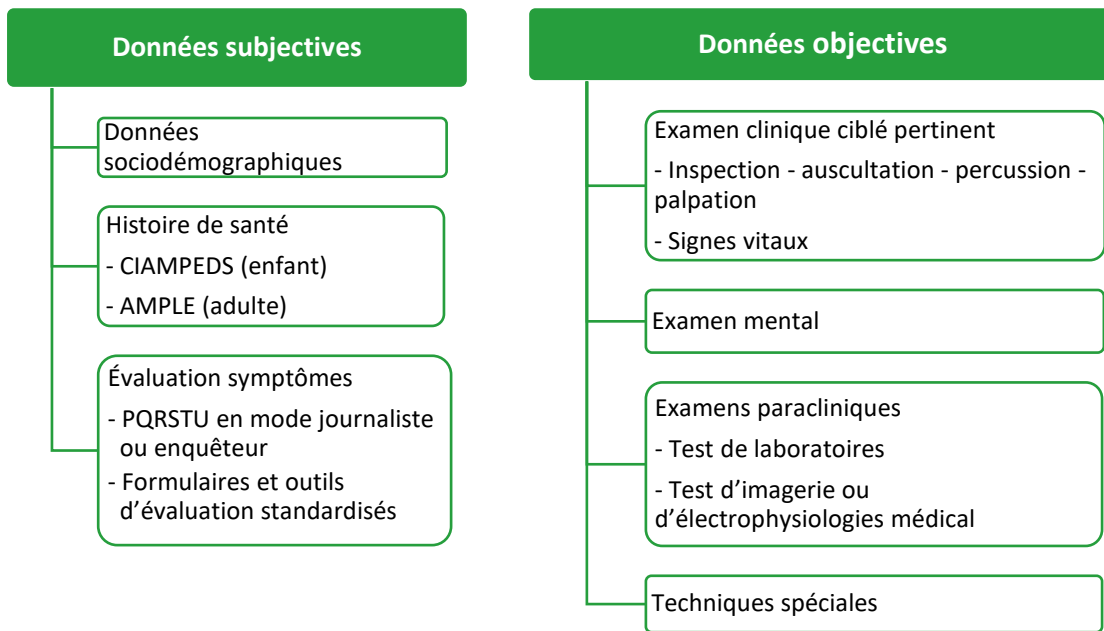 Données subjectives
Données
sociodémographiques
Histoire de santé
- CIAMPEDS (enfant)
- AMPLE (adulte)
Évaluation symptômes
- PQRSTU en mode journaliste
ou enquêteur
- Formulaires et outils
d’évaluation standardisés
Données objectives
Examen clinique ciblé pertinent
- Inspection - auscultation - percussion -
palpation
- Signes vitaux
Examen mental
Examens paracliniques
- Test de laboratoires
- Test d’imagerie ou
d’électrophysiologies médical
Techniques spéciales